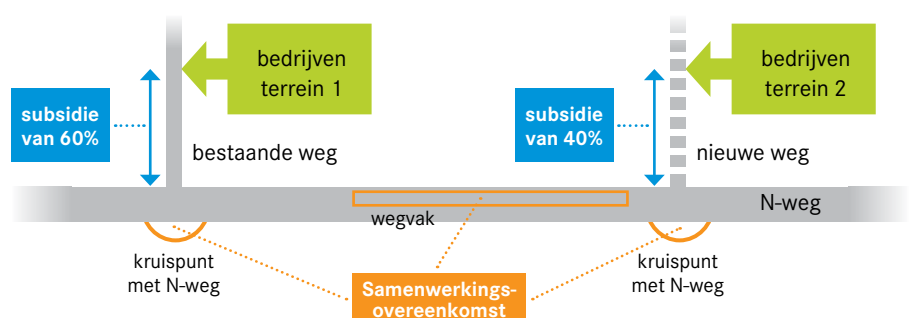 bedrijven
terrein 1
bedrijven
terrein 2
subsidie
van 60%
subsidie
van 40%
bestaande weg
nieuwe weg
N-weg
wegvak
kruispunt
met N-weg
kruispunt
met N-weg
Samenwerkings-
overeenkomst